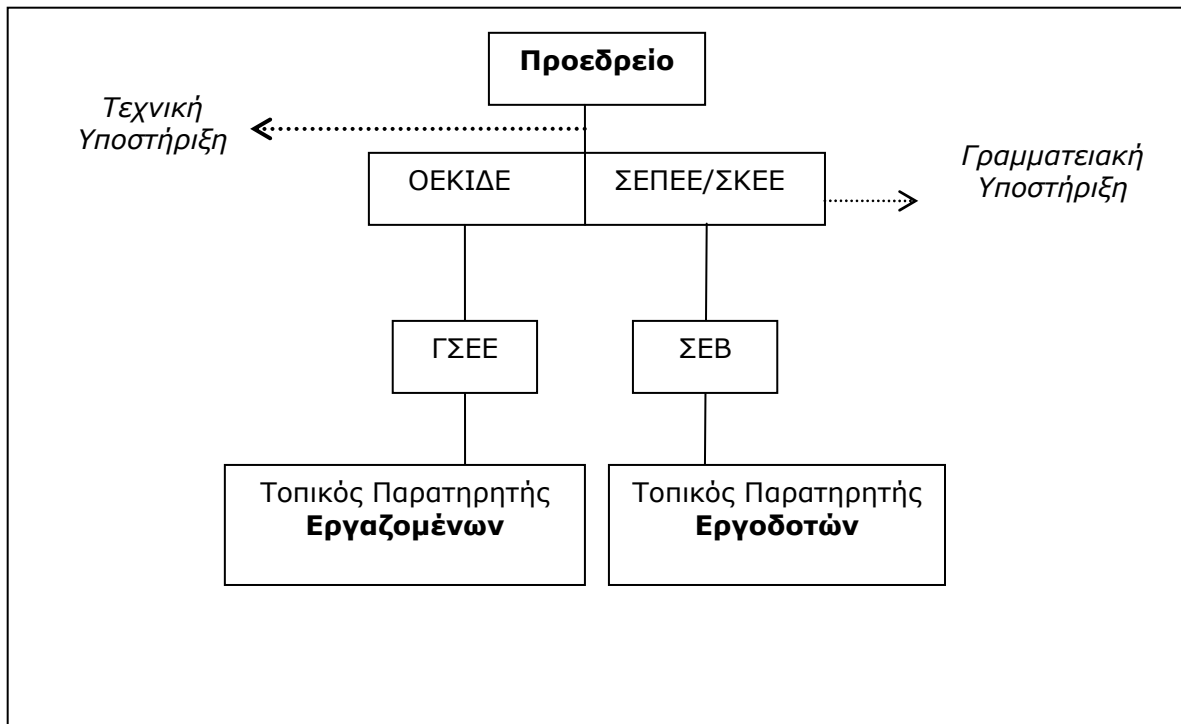 Προεδρείο
Τεχνική
Υποστήριξη
ΟΕΚΙΔΕ
ΣΕΠΕΕ/ΣΚΕΕ
Γραμματειακή
Υποστήριξη
ΓΣΕΕ
ΣΕΒ
Τοπικός Παρατηρητής
Εργαζομένων
Τοπικός Παρατηρητής
Εργοδοτών